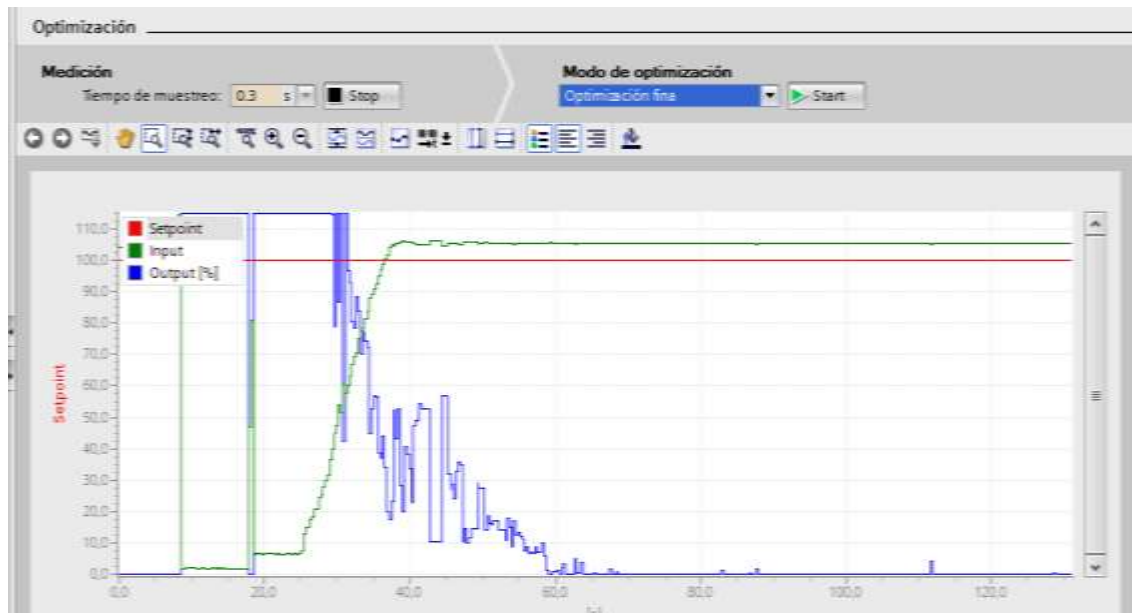 Optimización
Medición
Tiempo de muestreo: 0.3 s Stop
Modo de optimización
Optimización fina Start
Setpoint
Input
Output [%]
110,0
100,0
90,0
80,0
70,0
60,0
50,0
40,0
30,0
20,0
10,0
0,0
Setpoint
0,0 20,0 40,0 60,0 80,0 100,0 120,0